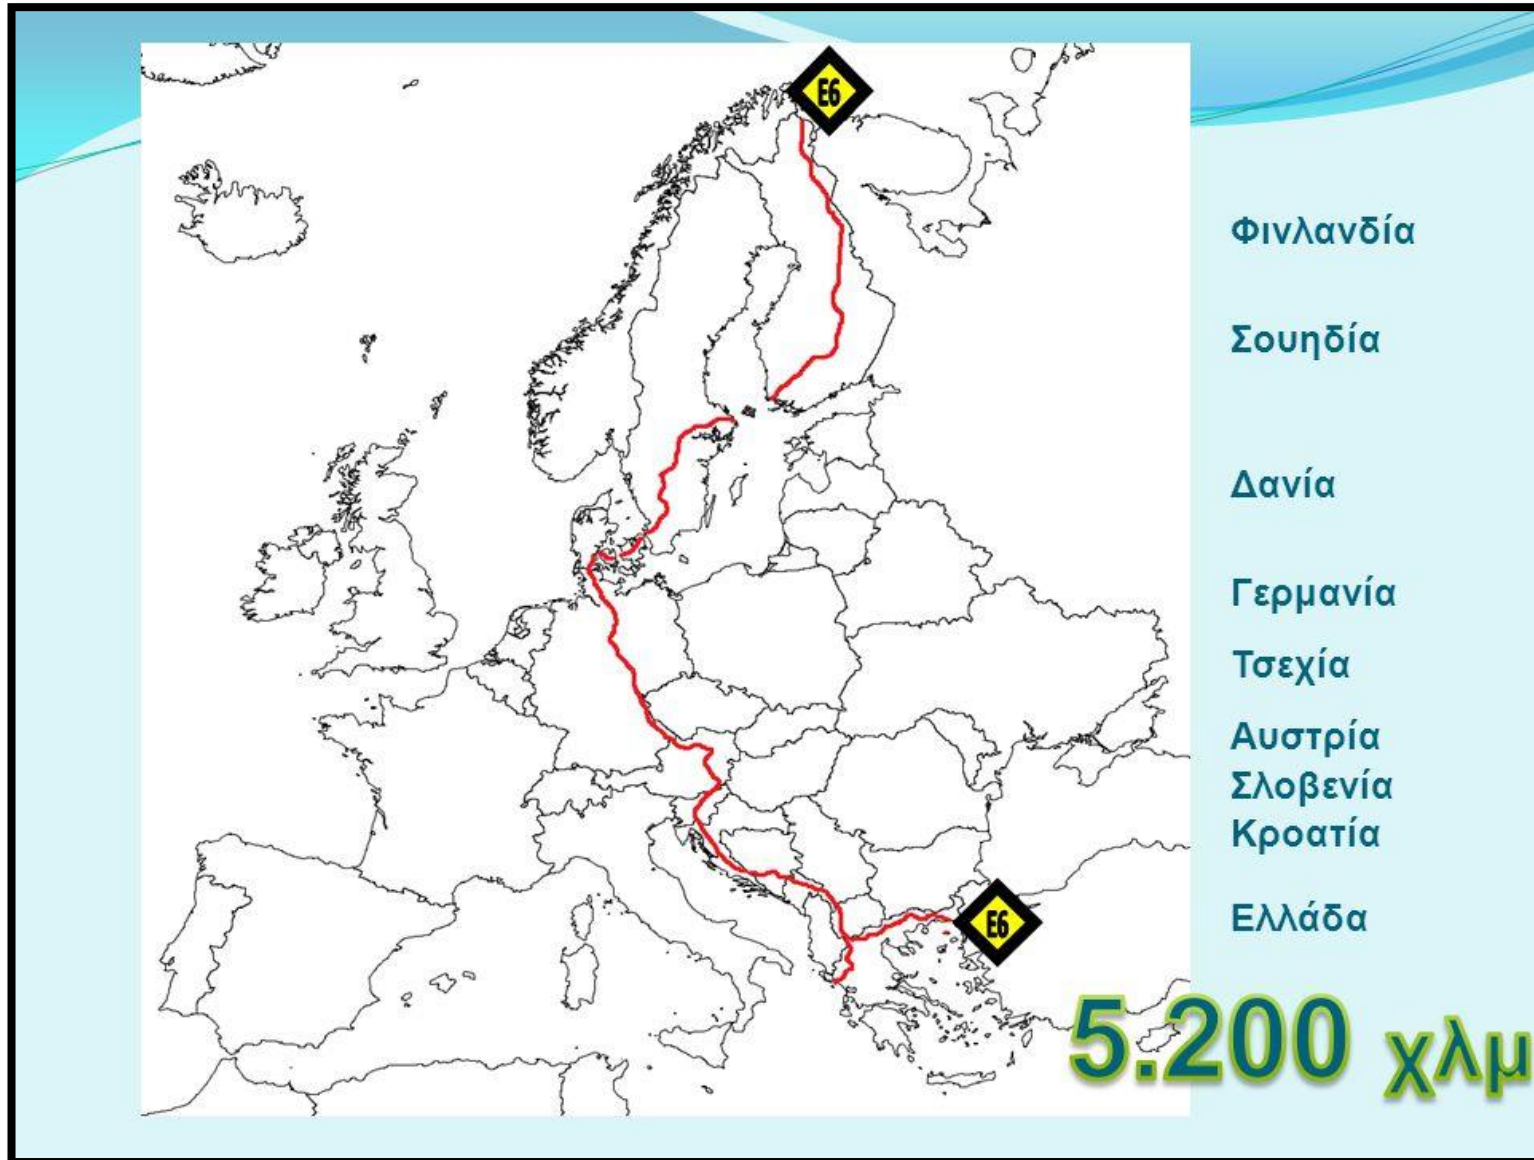 E6
Φινλανδία
Σουηδία
Δανία
Γερμανία
Τσεχία
Αυστρία
Σλοβενία
Κροατία
Ελλάδα
E6
5.200 χλμ